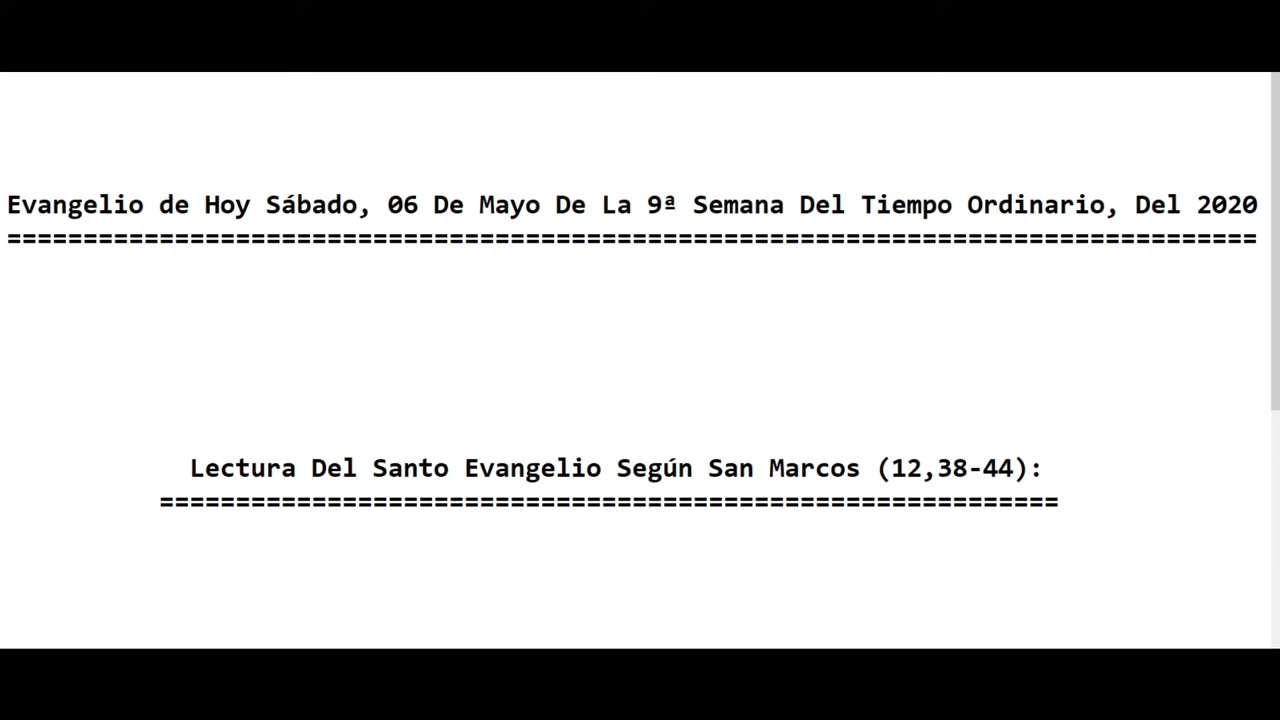 Evangelio de Hoy Sábado, 06 De Mayo De La 9ª Semana Del Tiempo Ordinario, Del 2020
==================================================================================
Lectura Del Santo Evangelio Según San Marcos (12,38-44):
===========================================================